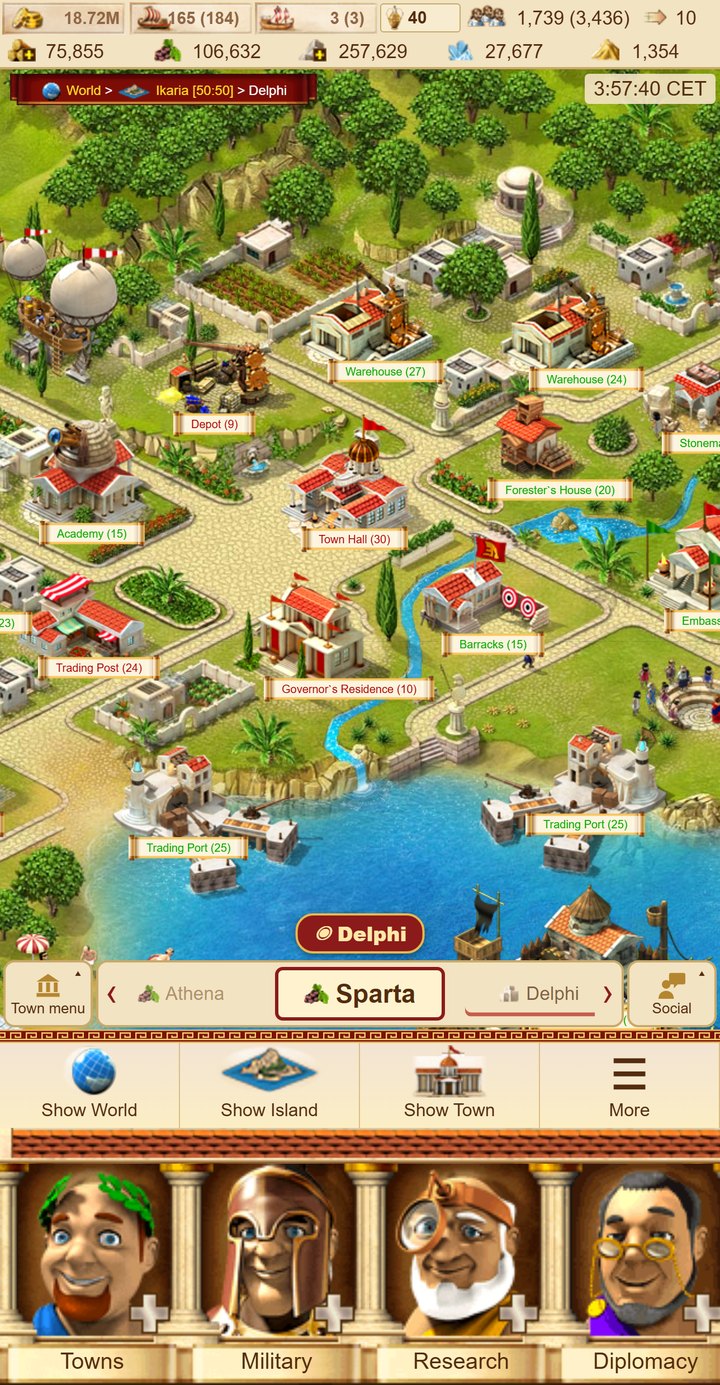 18.72M 165 (184) 3 (3) 40 1,739 (3,436) 10
75,855 106,632 257,629 27,677 1,354
World > Ikaria [50:50] > Delphi
3:57:40 CET
Warehouse (27)
Warehouse (24)
Depot (9)
Stonema
Forester`s House (20)
Academy (15)
Town Hall (30)
23)
Embass
Barracks (15)
Trading Post (24)
Governor`s Residence (10)
Trading Port (25)
Trading Port (25)
Delphi
Town menu
Athena
Sparta
Delphi
Social
Show World
Show Island
Show Town
More
Towns
Military
Research
Diplomacy